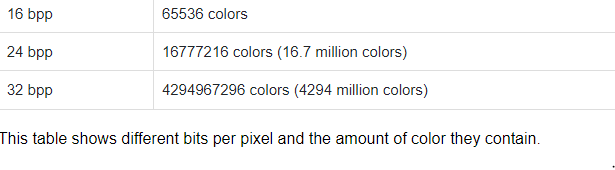 16 bpp 65536 colors
24 bpp 16777216 colors (16.7 million colors)
32 bpp 4294967296 colors (4294 million colors)
This table shows different bits per pixel and the amount of color they contain.
.